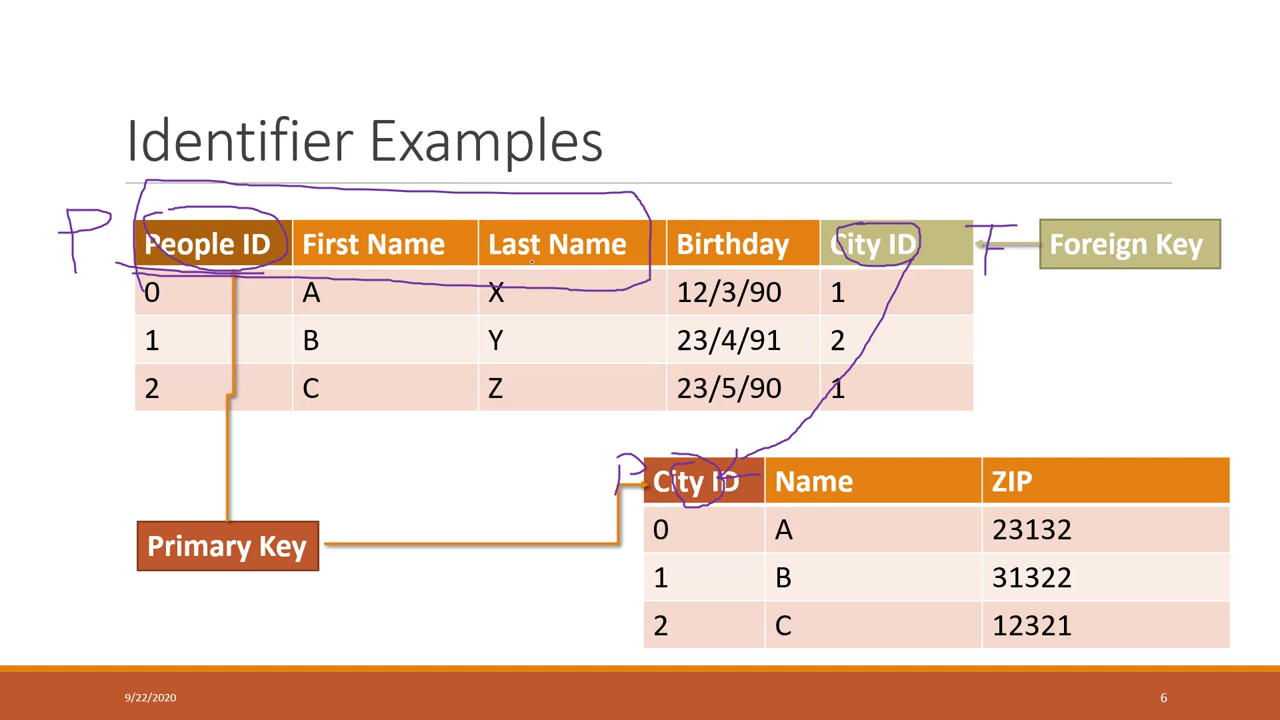 Identifier Examples
P People ID First Name Last Name Birthday City ID F Foreign Key
0 A X 12/3/90 1
1 B Y 23/4/91 2
2 C Z 23/5/90 1
P City ID Name ZIP
0 A 23132
Primary Key
1 B 31322
2 C 12321
9/22/2020 6